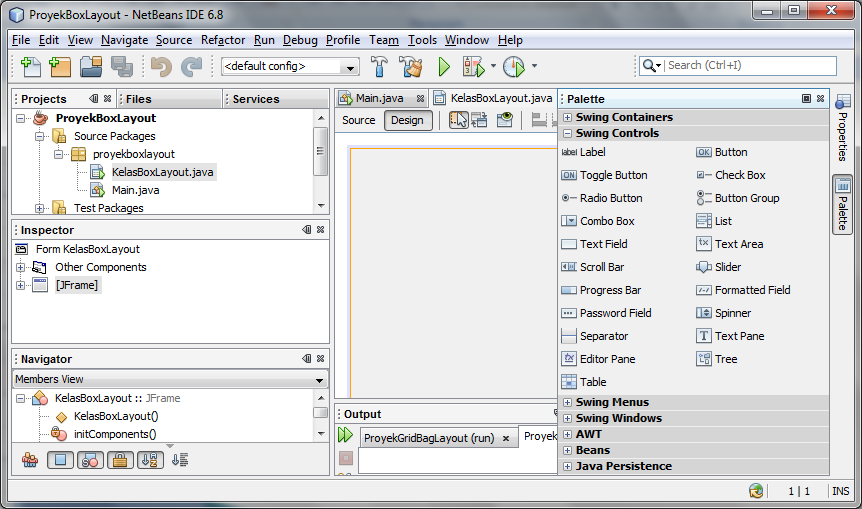 ProyekBoxLayout - NetBeans IDE 6.8
File Edit View Navigate Source Refactor Run Debug Profile Team Tools Window Help
<default config>
Search (Ctrl+I)
Projects Files Services
ProyekBoxLayout
Source Packages
proyekboxlayout
KelasBoxLayout.java
Main.java
Test Packages
Inspector
Form KelasBoxLayout
Other Components
[JFrame]
Navigator
Members View
KelasBoxLayout :: JFrame
KelasBoxLayout()
initComponents()
Main.java KelasBoxLayout.java
Source Design
Output
ProyekGridBagLayout (run) Proyek
Palette
Swing Containers
Swing Controls
label Label OK Button
ON Toggle Button Check Box
Radio Button Button Group
Combo Box List
Text Field tx Text Area
Scroll Bar Slider
Progress Bar Formatted Field
Password Field Spinner
Separator T Text Pane
Editor Pane Tree
Table
Swing Menus
Swing Windows
AWT
Beans
Java Persistence
Properties
Palette
1 | 1 INS